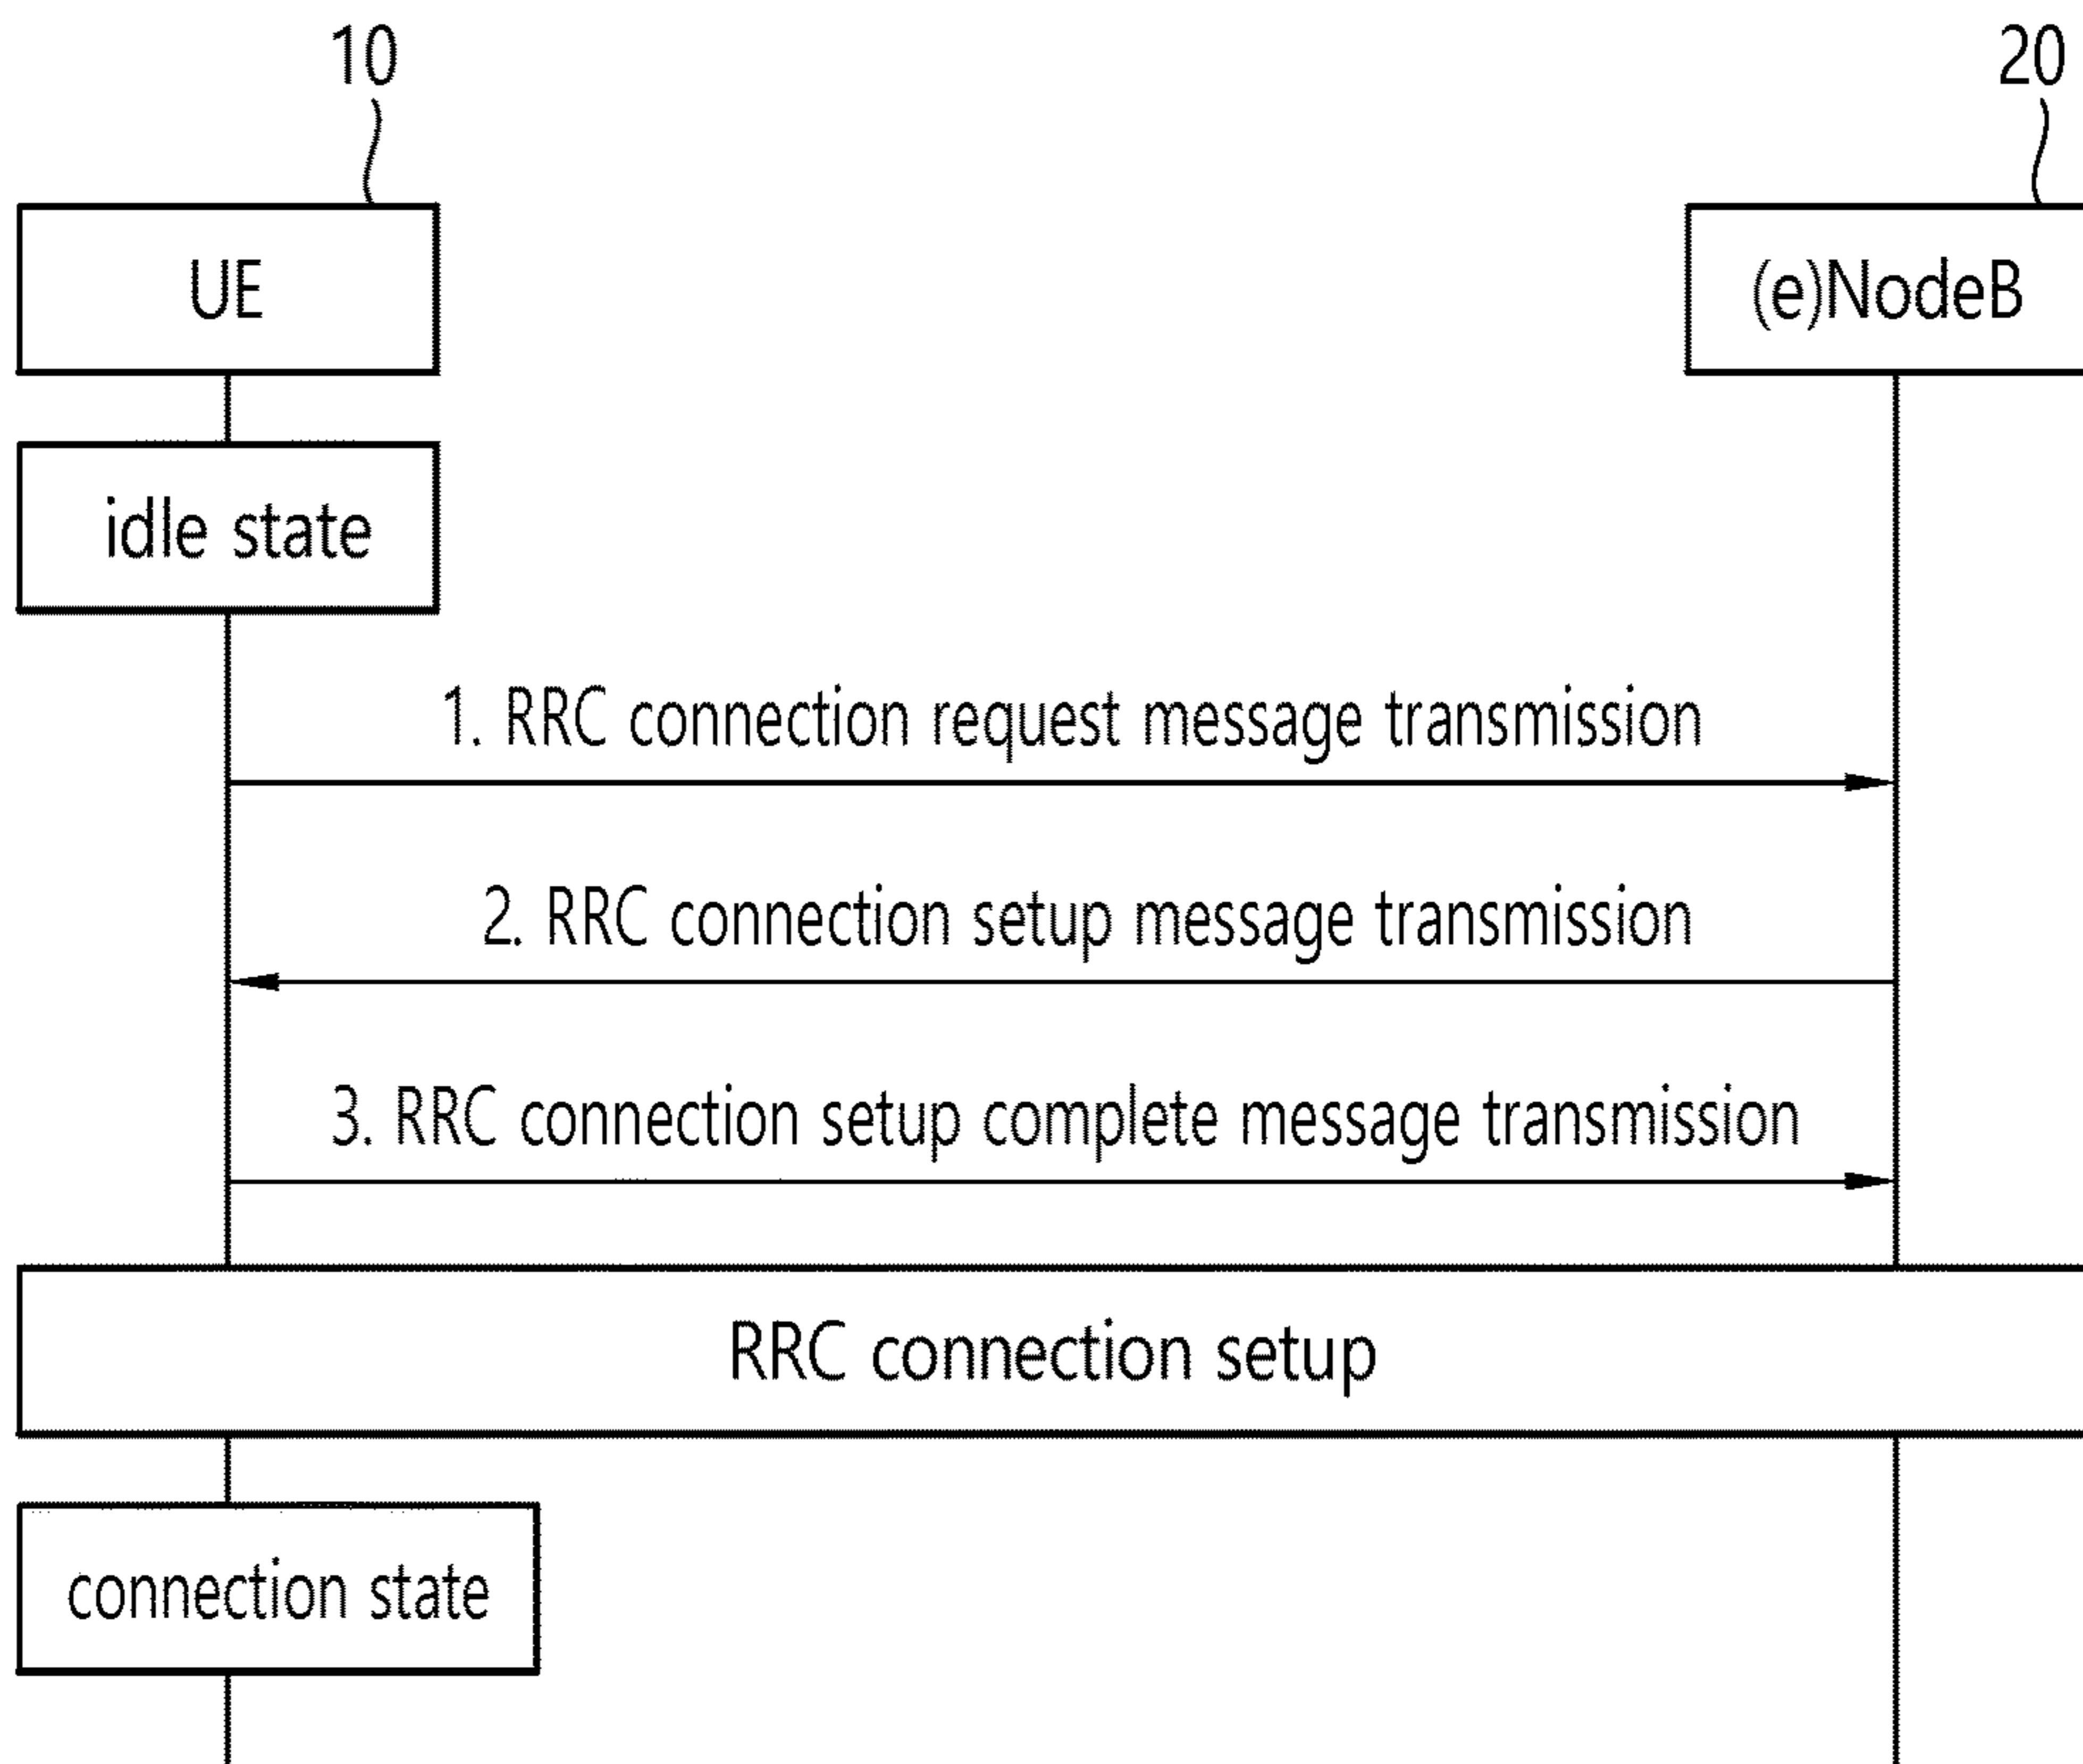 10
20
UE
(e)NodeB
idle state
1. RRC connection request message transmission
2. RRC connection setup message transmission
3. RRC connection setup complete message transmission
RRC connection setup
connection state